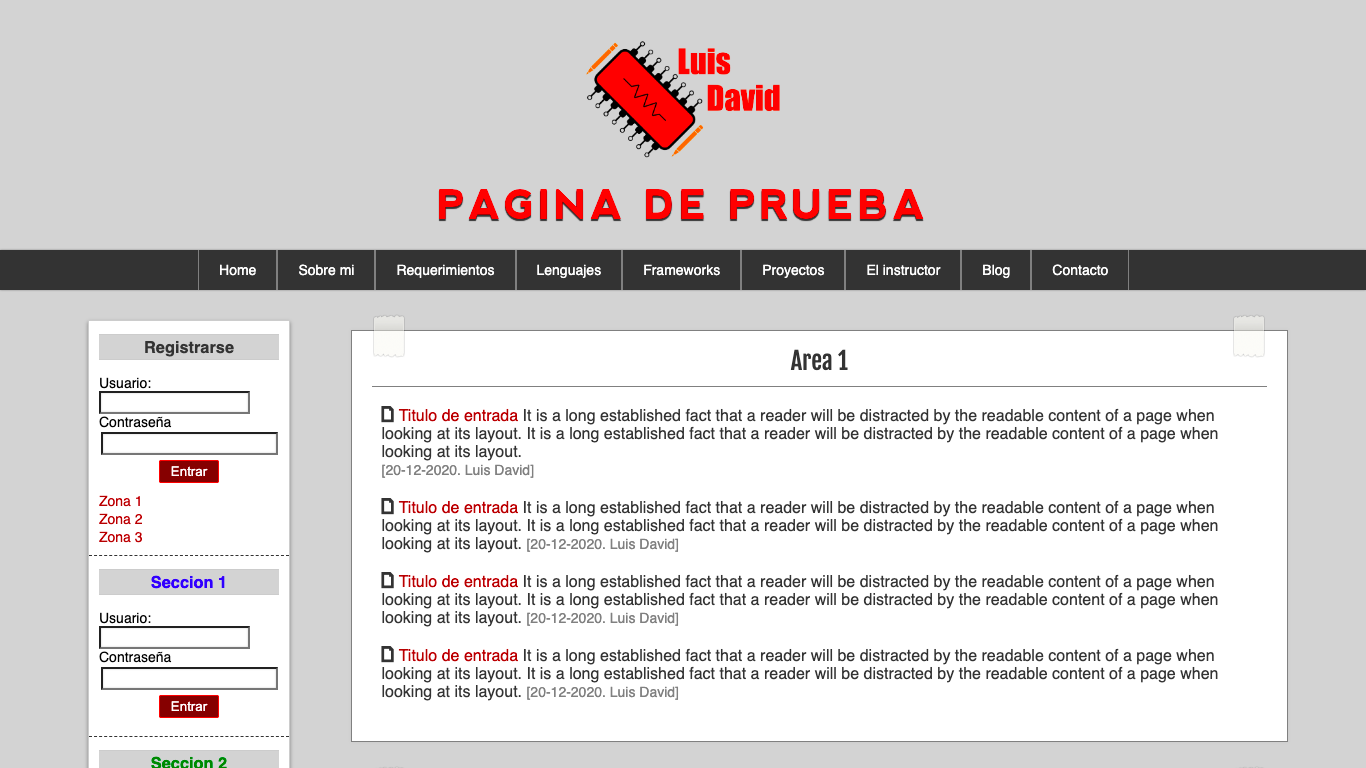 Luis
David
PAGINA DE PRUEBA
Home Sobre mi Requerimientos Lenguajes Frameworks Proyectos El instructor Blog Contacto
Registrarse
Usuario:
Contraseña
Entrar
Zona 1
Zona 2
Zona 3
Seccion 1
Usuario:
Contraseña
Entrar
Seccion 2
Area 1
Titulo de entrada It is a long established fact that a reader will be distracted by the readable content of a page when
looking at its layout. It is a long established fact that a reader will be distracted by the readable content of a page when
looking at its layout.
[20-12-2020. Luis David]
Titulo de entrada It is a long established fact that a reader will be distracted by the readable content of a page when
looking at its layout. It is a long established fact that a reader will be distracted by the readable content of a page when
looking at its layout. [20-12-2020. Luis David]
Titulo de entrada It is a long established fact that a reader will be distracted by the readable content of a page when
looking at its layout. It is a long established fact that a reader will be distracted by the readable content of a page when
looking at its layout. [20-12-2020. Luis David]
Titulo de entrada It is a long established fact that a reader will be distracted by the readable content of a page when
looking at its layout. It is a long established fact that a reader will be distracted by the readable content of a page when
looking at its layout. [20-12-2020. Luis David]